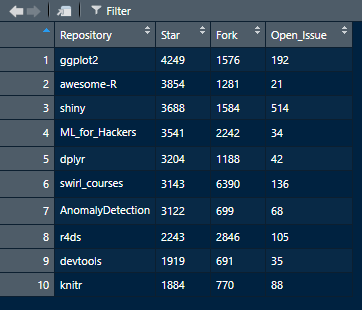 Filter
Repository Star Fork Open_Issue
1 ggplot2 4249 1576 192
2 awesome-R 3854 1281 21
3 shiny 3688 1584 514
4 ML_for_Hackers 3541 2242 34
5 dplyr 3204 1188 42
6 swirl_courses 3143 6390 136
7 AnomalyDetection 3122 699 68
8 r4ds 2243 2846 105
9 devtools 1919 691 35
10 knitr 1884 770 88